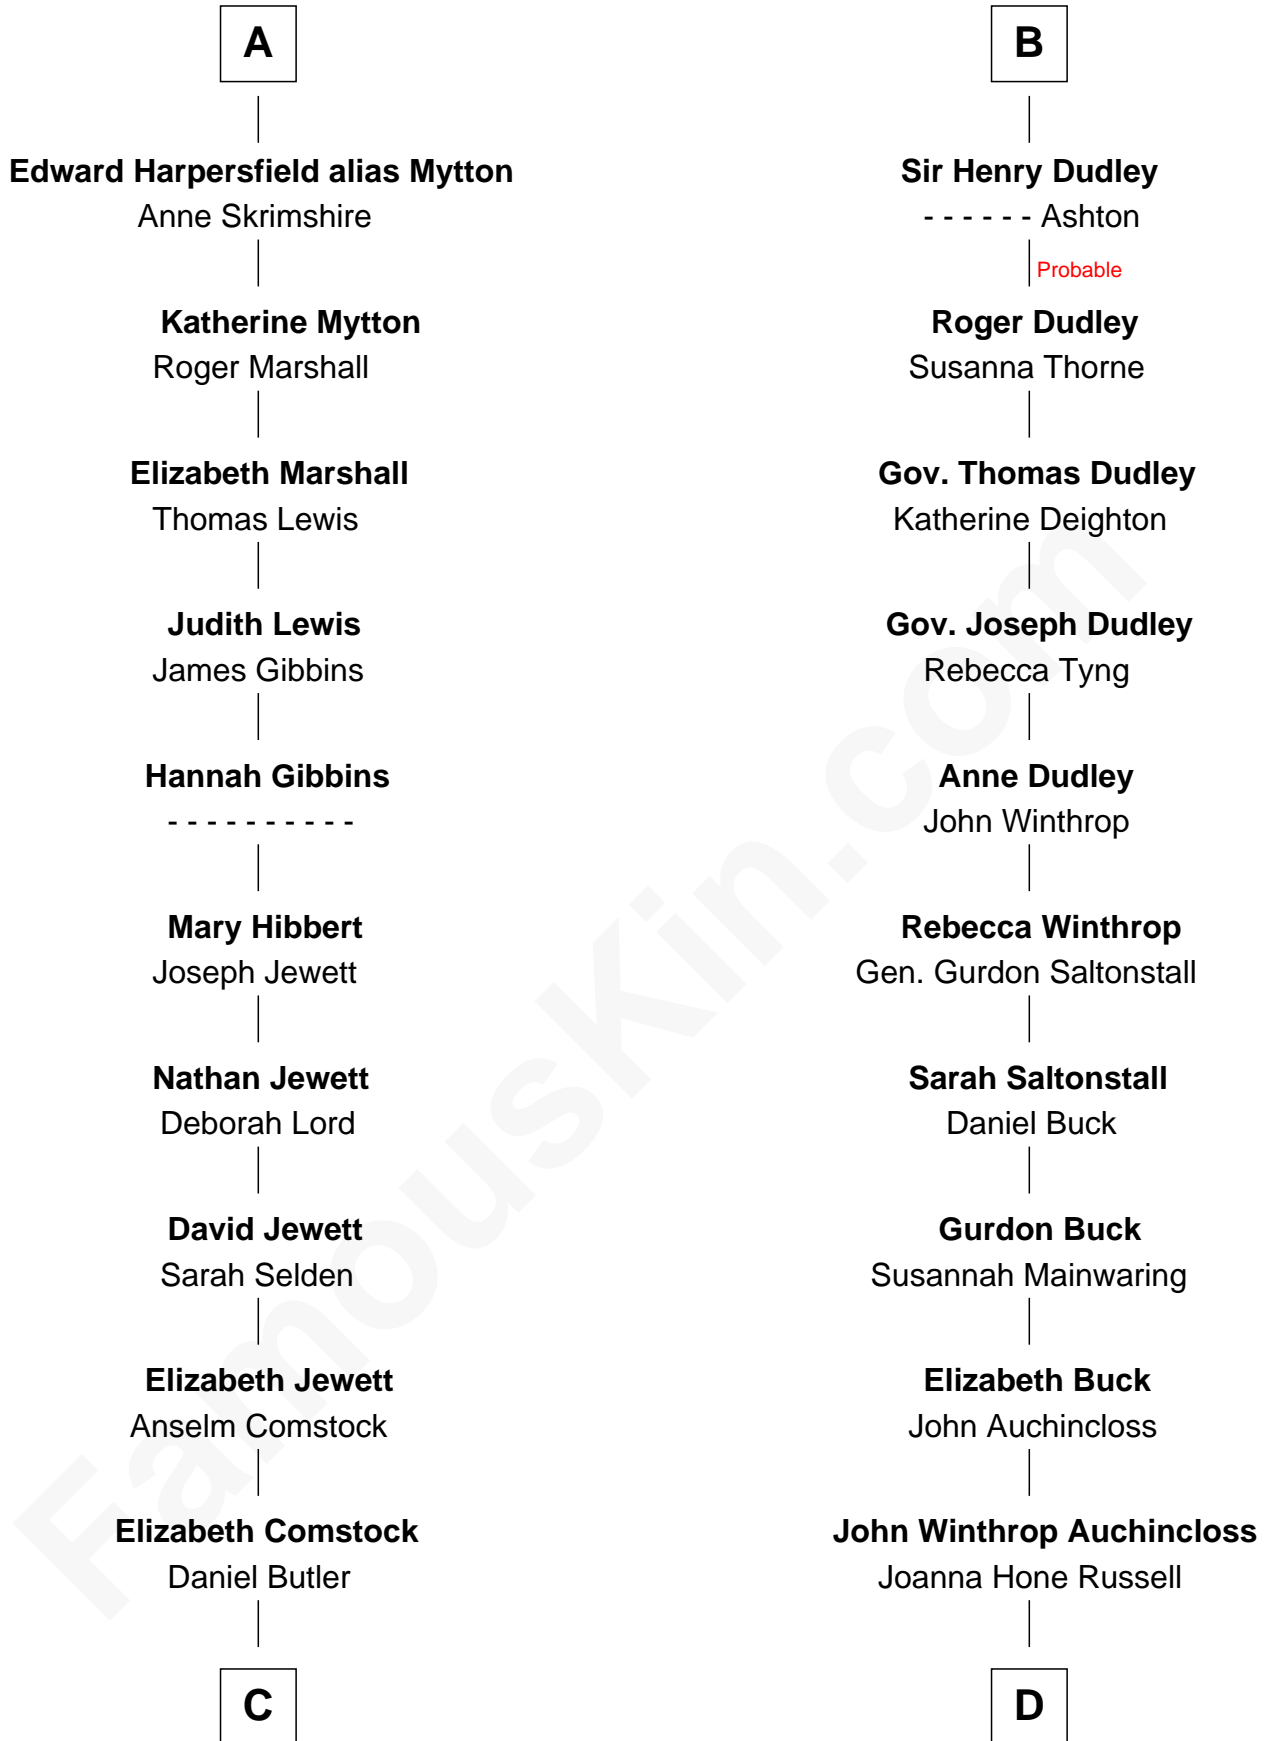 A
Edward Harpersfield alias Mytton
Anne Skrimshire
Katherine Mytton
Roger Marshall
Elizabeth Marshall
Thomas Lewis
Judith Lewis
James Gibbins
Hannah Gibbins
- - - - - - - - - -
Mary Hibbert
Joseph Jewett
Nathan Jewett
Deborah Lord
David Jewett
Sarah Selden
Elizabeth Jewett
Anselm Comstock
Elizabeth Comstock
Daniel Butler
C
B
Sir Henry Dudley
- - - - - - Ashton
Probable
Roger Dudley
Susanna Thorne
Gov. Thomas Dudley
Katherine Deighton
Gov. Joseph Dudley
Rebecca Tyng
Anne Dudley
John Winthrop
Rebecca Winthrop
Gen. Gurdon Saltonstall
Sarah Saltonstall
Daniel Buck
Gurdon Buck
Susannah Mainwaring
Elizabeth Buck
John Auchincloss
John Winthrop Auchincloss
Joanna Hone Russell
D
FamousKin.com